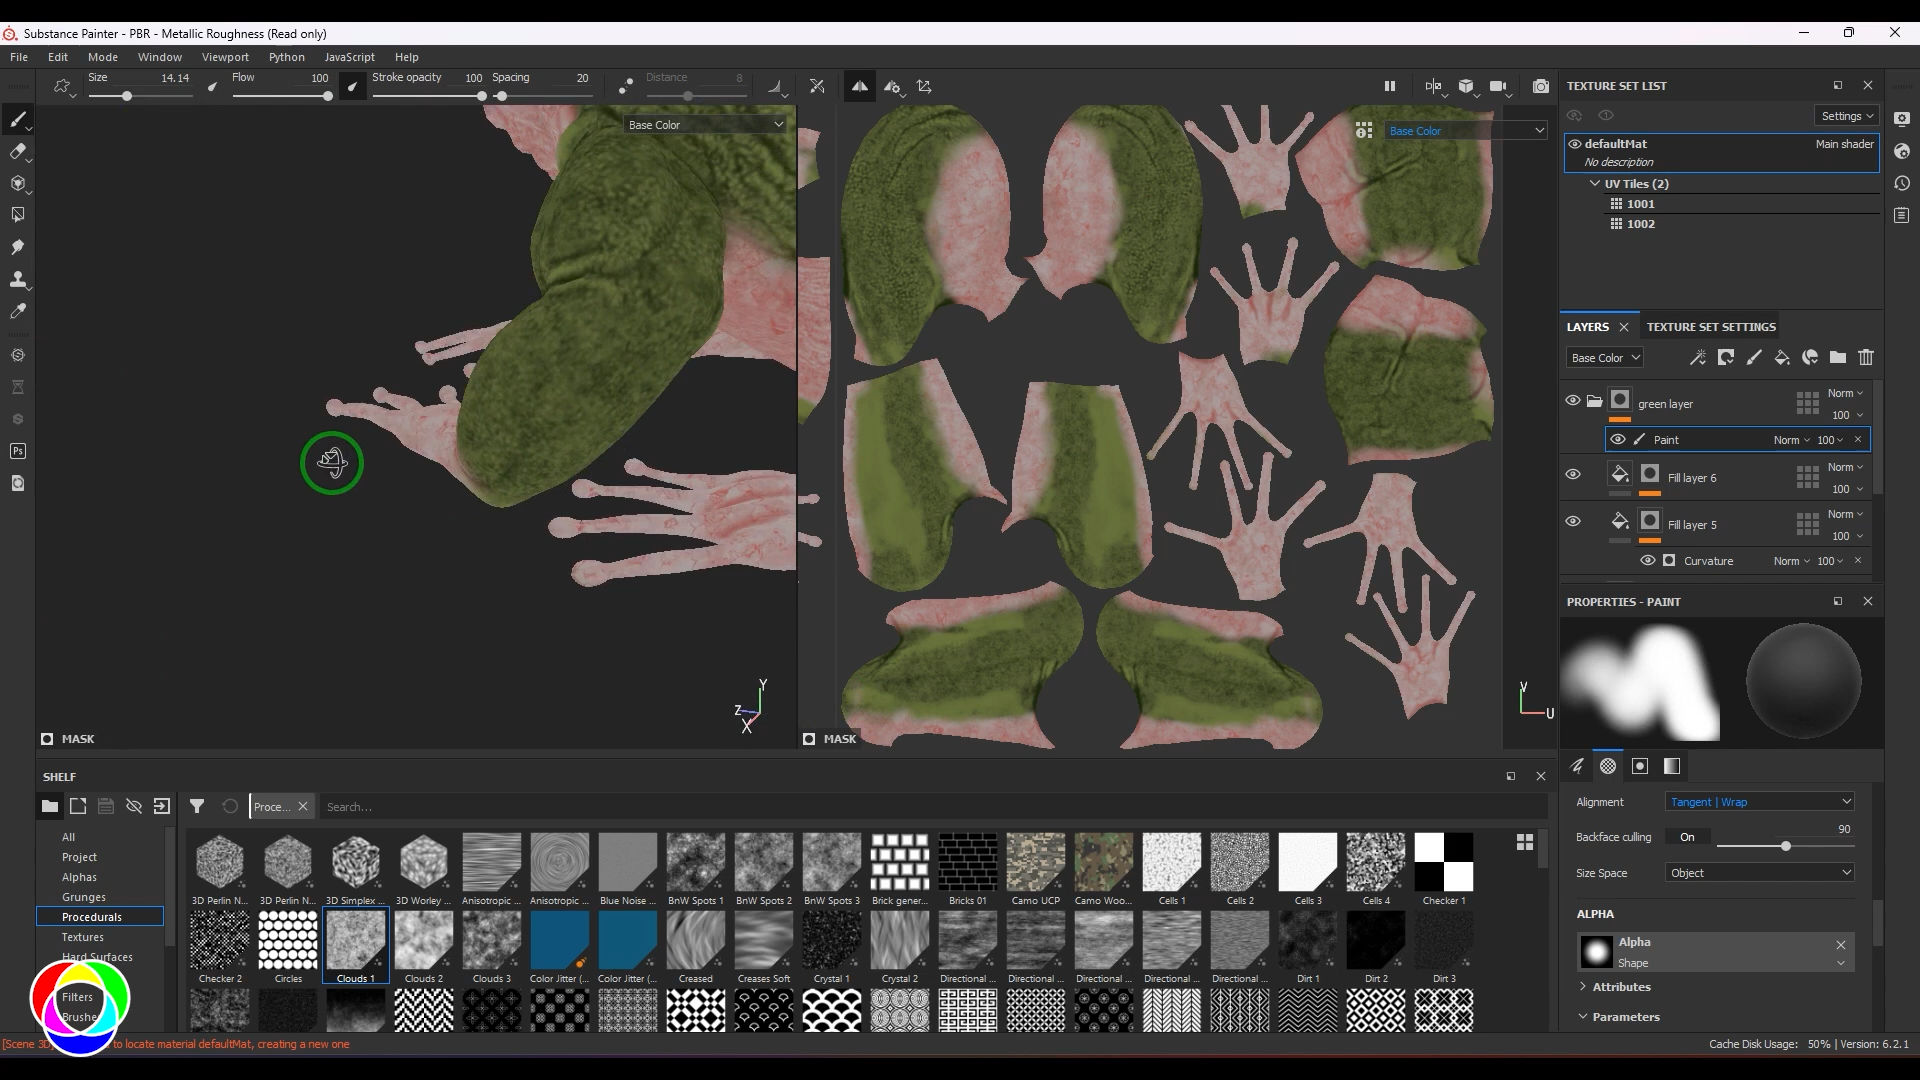 Substance Painter - PBR - Metallic Roughness (Read only)
File Edit Mode Window Viewport Python JavaScript Help
Size 14.14 Flow 100 Stroke opacity 100 Spacing 20 Distance 8
Base Color
Base Color
Z Y X
V U
MASK
MASK
TEXTURE SET LIST
Settings
defaultMat Main shader
No description
UV Tiles (2)
1001
1002
LAYERS TEXTURE SET SETTINGS
Base Color
green layer Norm 100
Paint Norm 100
Fill layer 6 Norm 100
Fill layer 5 Norm 100
Curvature Norm 100
PROPERTIES - PAINT
Alignment Tangent | Wrap
Backface culling On 90
Size Space Object
ALPHA
Alpha
Shape
Attributes
Parameters
Ps
SHELF
Proce... Search...
All
Project
Alphas
Grunges
Procedurals
Textures
Hard Surfaces
Filters
Brushe
3D Perlin N... 3D Perlin N... 3D Simplex ... 3D Worley ... Anisotropic ... Anisotropic ... Blue Noise ... BnW Spots 1 BnW Spots 2 BnW Spots 3 Brick gener... Bricks 01 Camo UCP Camo Woo... Cells 1 Cells 2 Cells 3 Cells 4 Checker 1
Checker 2 Circles Clouds 1 Clouds 2 Clouds 3 Color Jitter (... Color Jitter (... Creased Creases Soft Crystal 1 Crystal 2 Directional ... Directional ... Directional ... Directional ... Directional ... Dirt 1 Dirt 2 Dirt 3
[Scene 3D] to locate material defaultMat, creating a new one
Cache Disk Usage: 50% | Version: 6.2.1